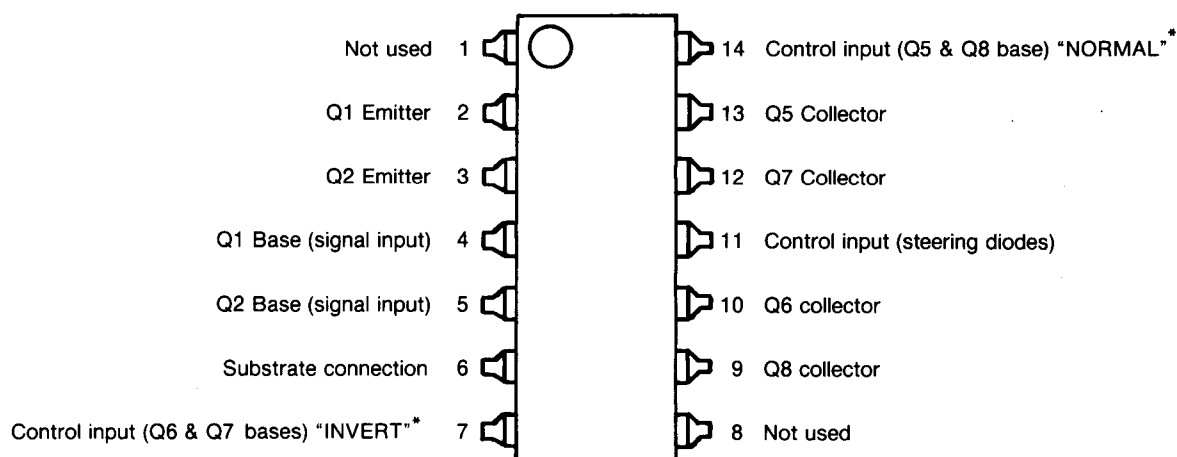 Not used 1
Q1 Emitter 2
Q2 Emitter 3
Q1 Base (signal input) 4
Q2 Base (signal input) 5
Substrate connection 6
Control input (Q6 & Q7 bases) “INVERT”* 7
14 Control input (Q5 & Q8 base) “NORMAL”*
13 Q5 Collector
12 Q7 Collector
11 Control input (steering diodes)
10 Q6 collector
9 Q8 collector
8 Not used